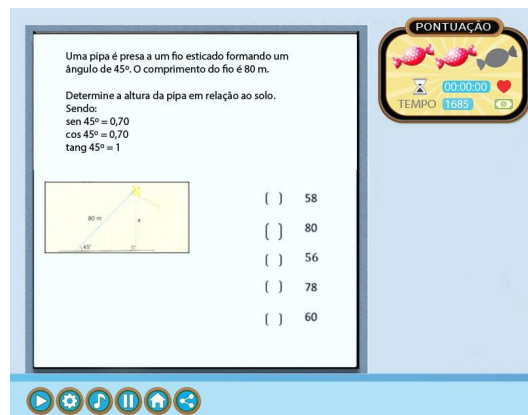 PONTUAÇÃO
Uma pipa é presa a um fio esticado formando um
ângulo de 45º. O comprimento do fio é 80 m.
Determine a altura da pipa em relação ao solo.
Sendo:
sen 45º = 0,70
cos 45º = 0,70
tang 45º = 1
00:00:00
TEMPO 1685
80 m
x
45°
( ) 58
( ) 80
( ) 56
( ) 78
( ) 60